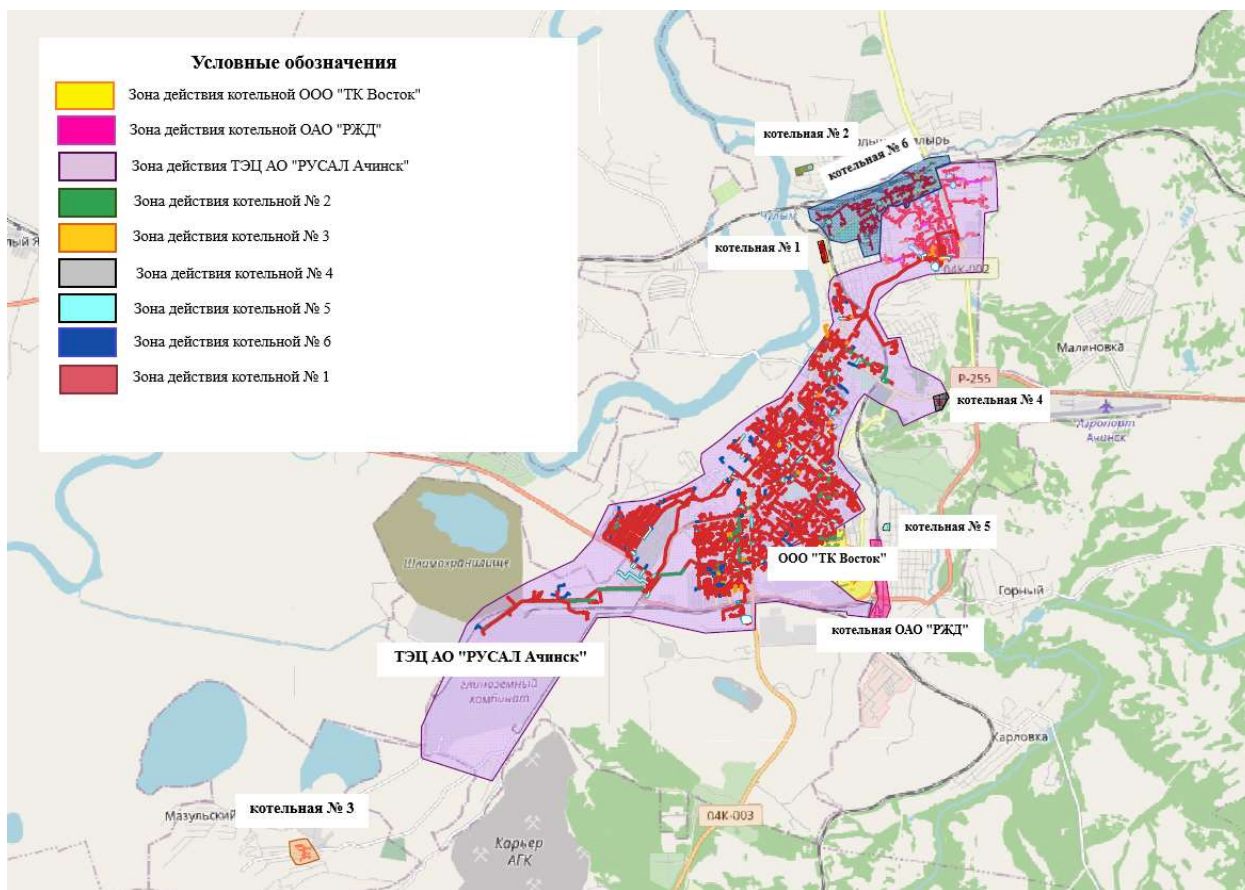 Условные обозначения
Зона действия котельной ООО "ТК Восток"
Зона действия котельной ОАО "РЖД"
Зона действия ТЭЦ АО "РУСАЛ Ачинск"
Зона действия котельной № 2
Зона действия котельной № 3
Зона действия котельной № 4
Зона действия котельной № 5
Зона действия котельной № 6
Зона действия котельной № 1
котельная № 2
котельная № 6
Чулым
котельная № 1
04К-002
Малиновка
Р-255
котельная № 4
Аэропорт
Ачинск
котельная № 5
ООО "ТК Восток"
Шламохранилище
Горный
котельная ОАО "РЖД"
ТЭЦ АО "РУСАЛ Ачинск"
глинозёмный
комбинат
Карловка
котельная № 3
Мазульский
04К-003
Карьер
АГК